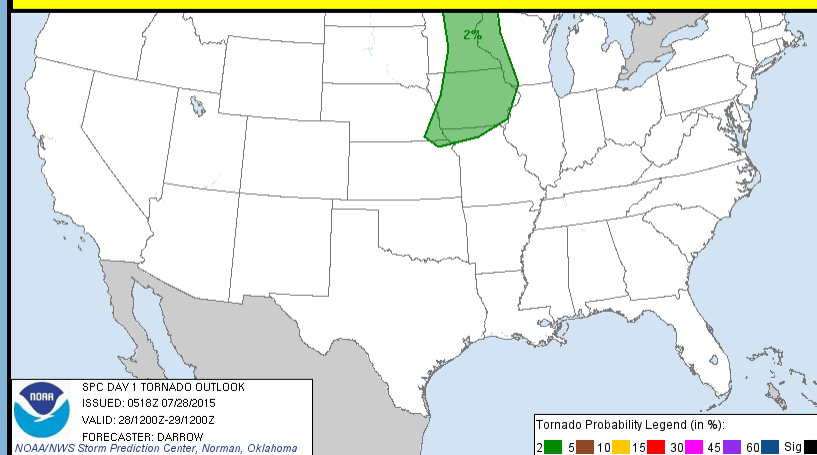 2%
SPC DAY 1 TORNADO OUTLOOK
ISSUED: 0518Z 07/28/2015
VALID: 28/1200Z-29/1200Z
FORECASTER: DARROW
NOAA
NOAA/NWS Storm Prediction Center, Norman, Oklahoma
Tornado Probability Legend (in %):
2 5 10 15 30 45 60 Sig